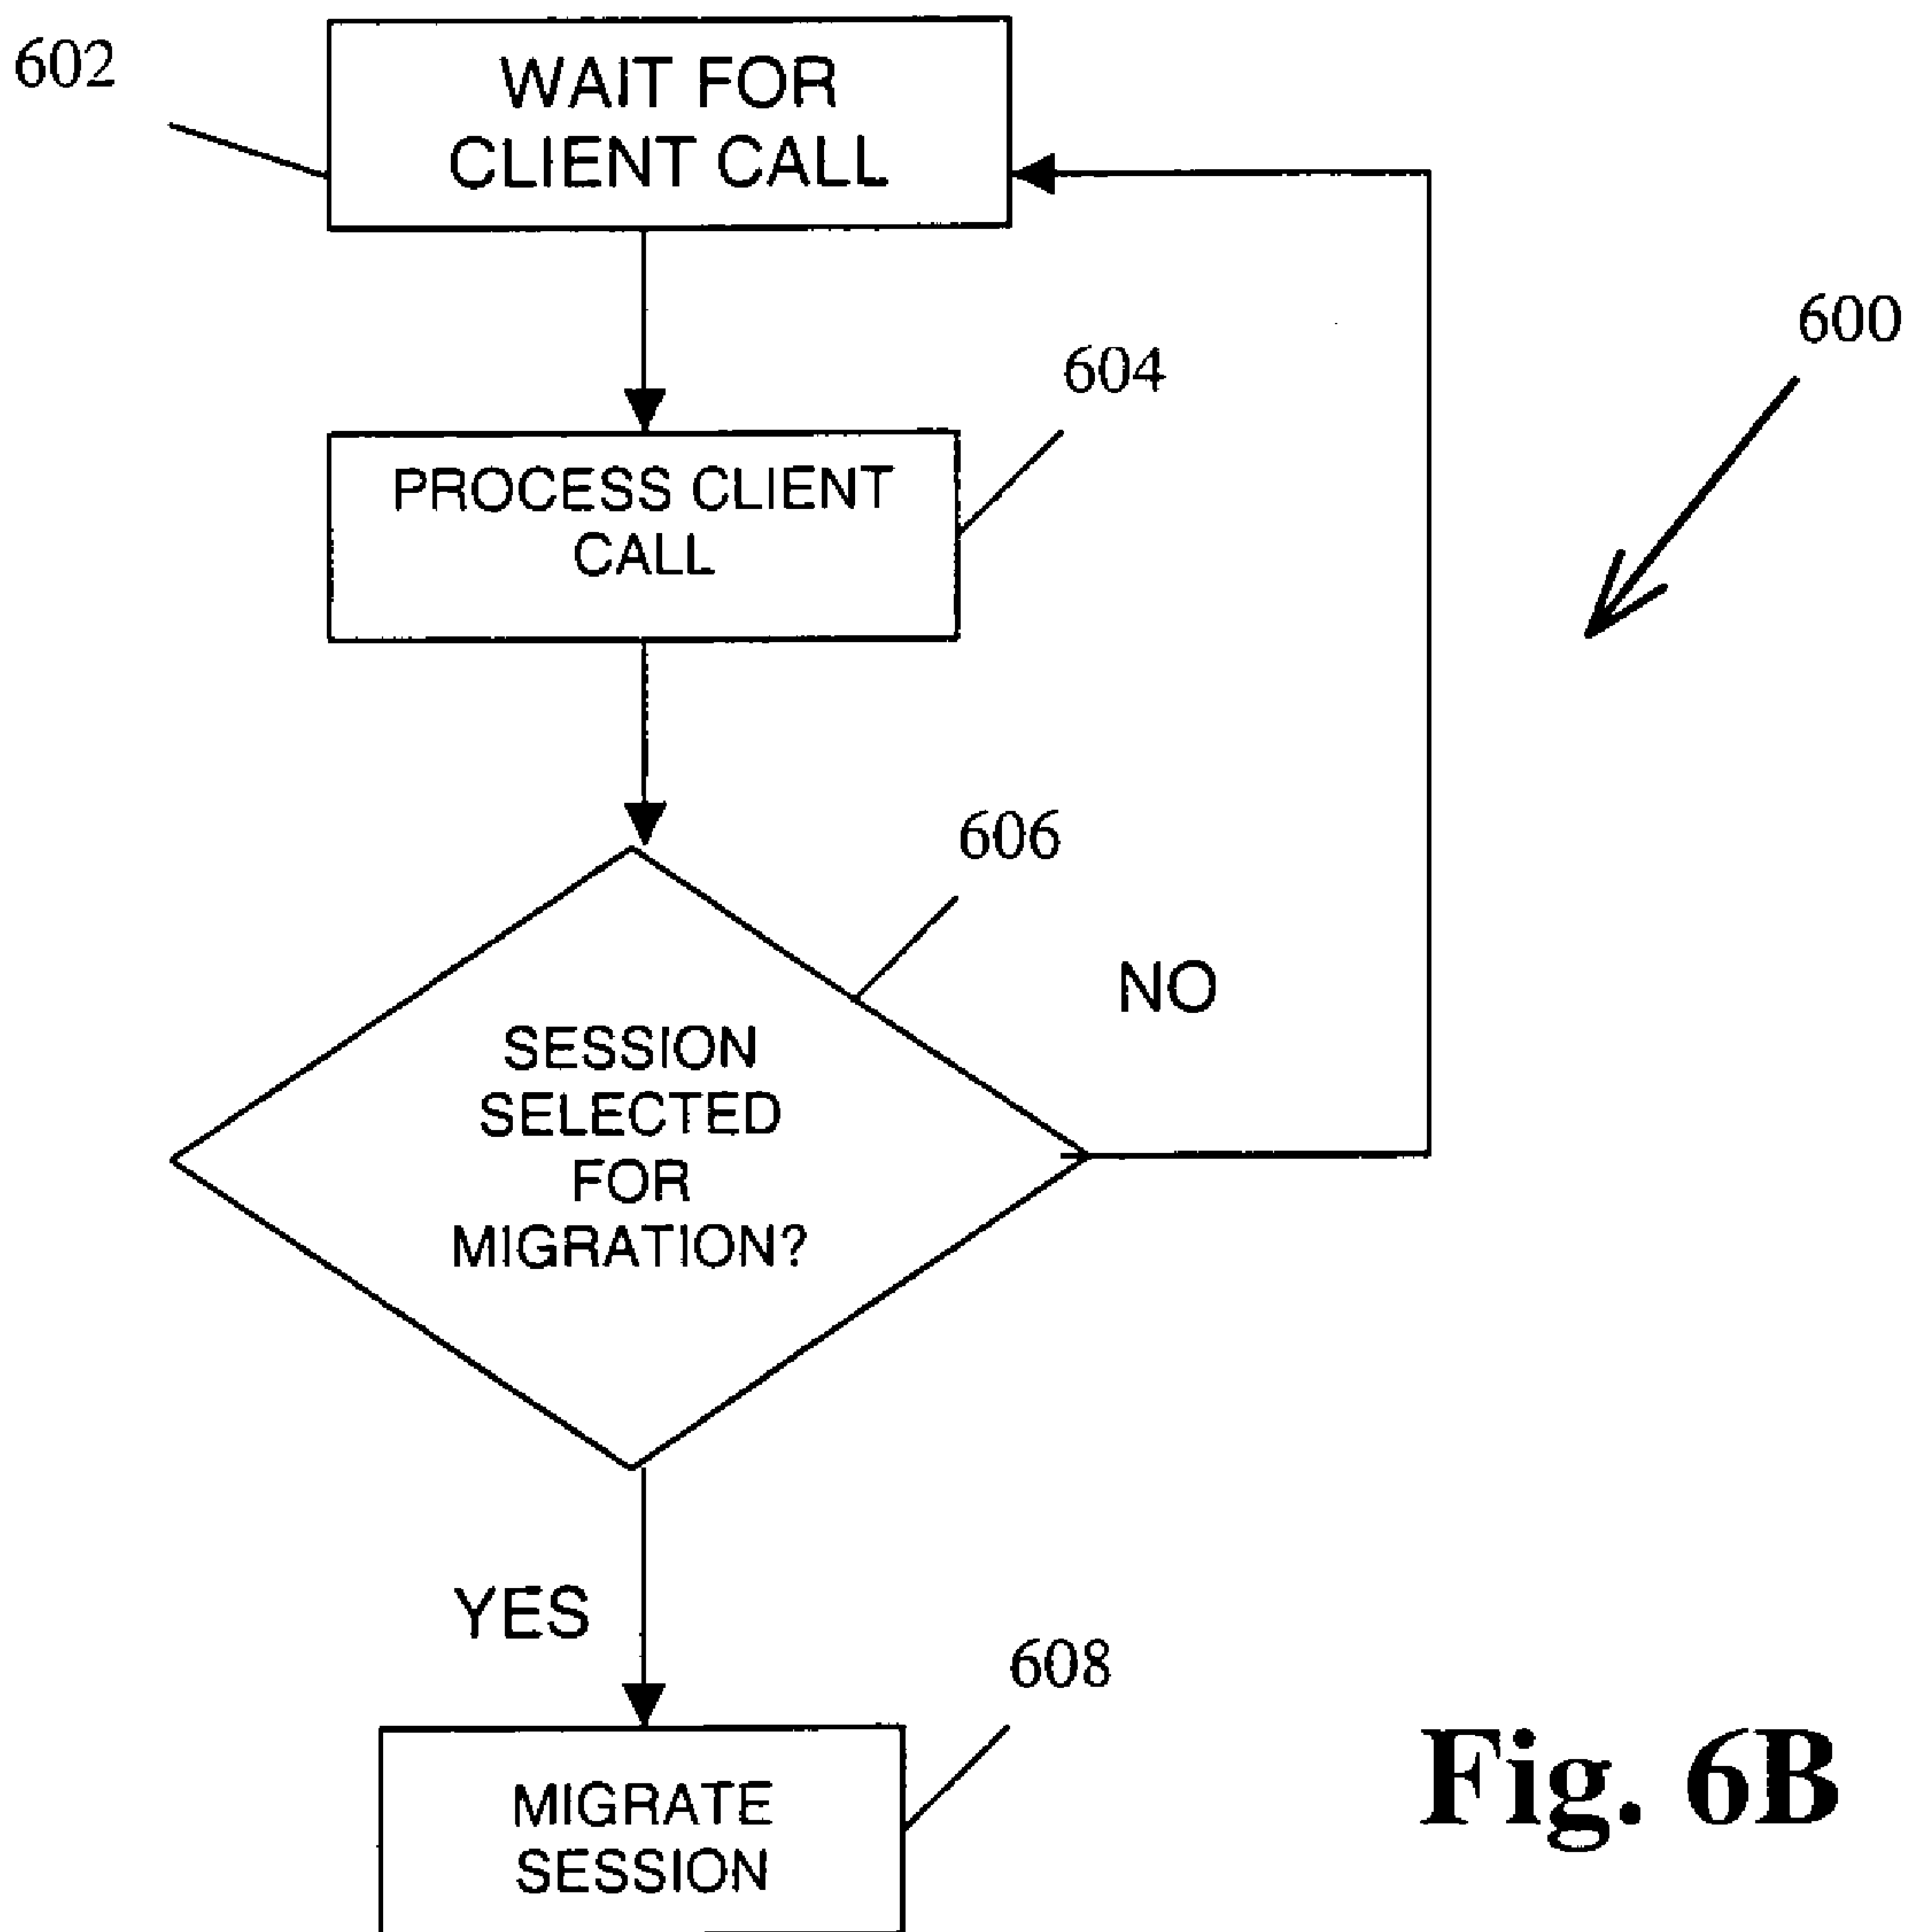 602
WAIT FOR
CLIENT CALL
600
604
PROCESS CLIENT
CALL
606
NO
SESSION
SELECTED
FOR
MIGRATION?
YES
608
MIGRATE
SESSION
Fig. 6B